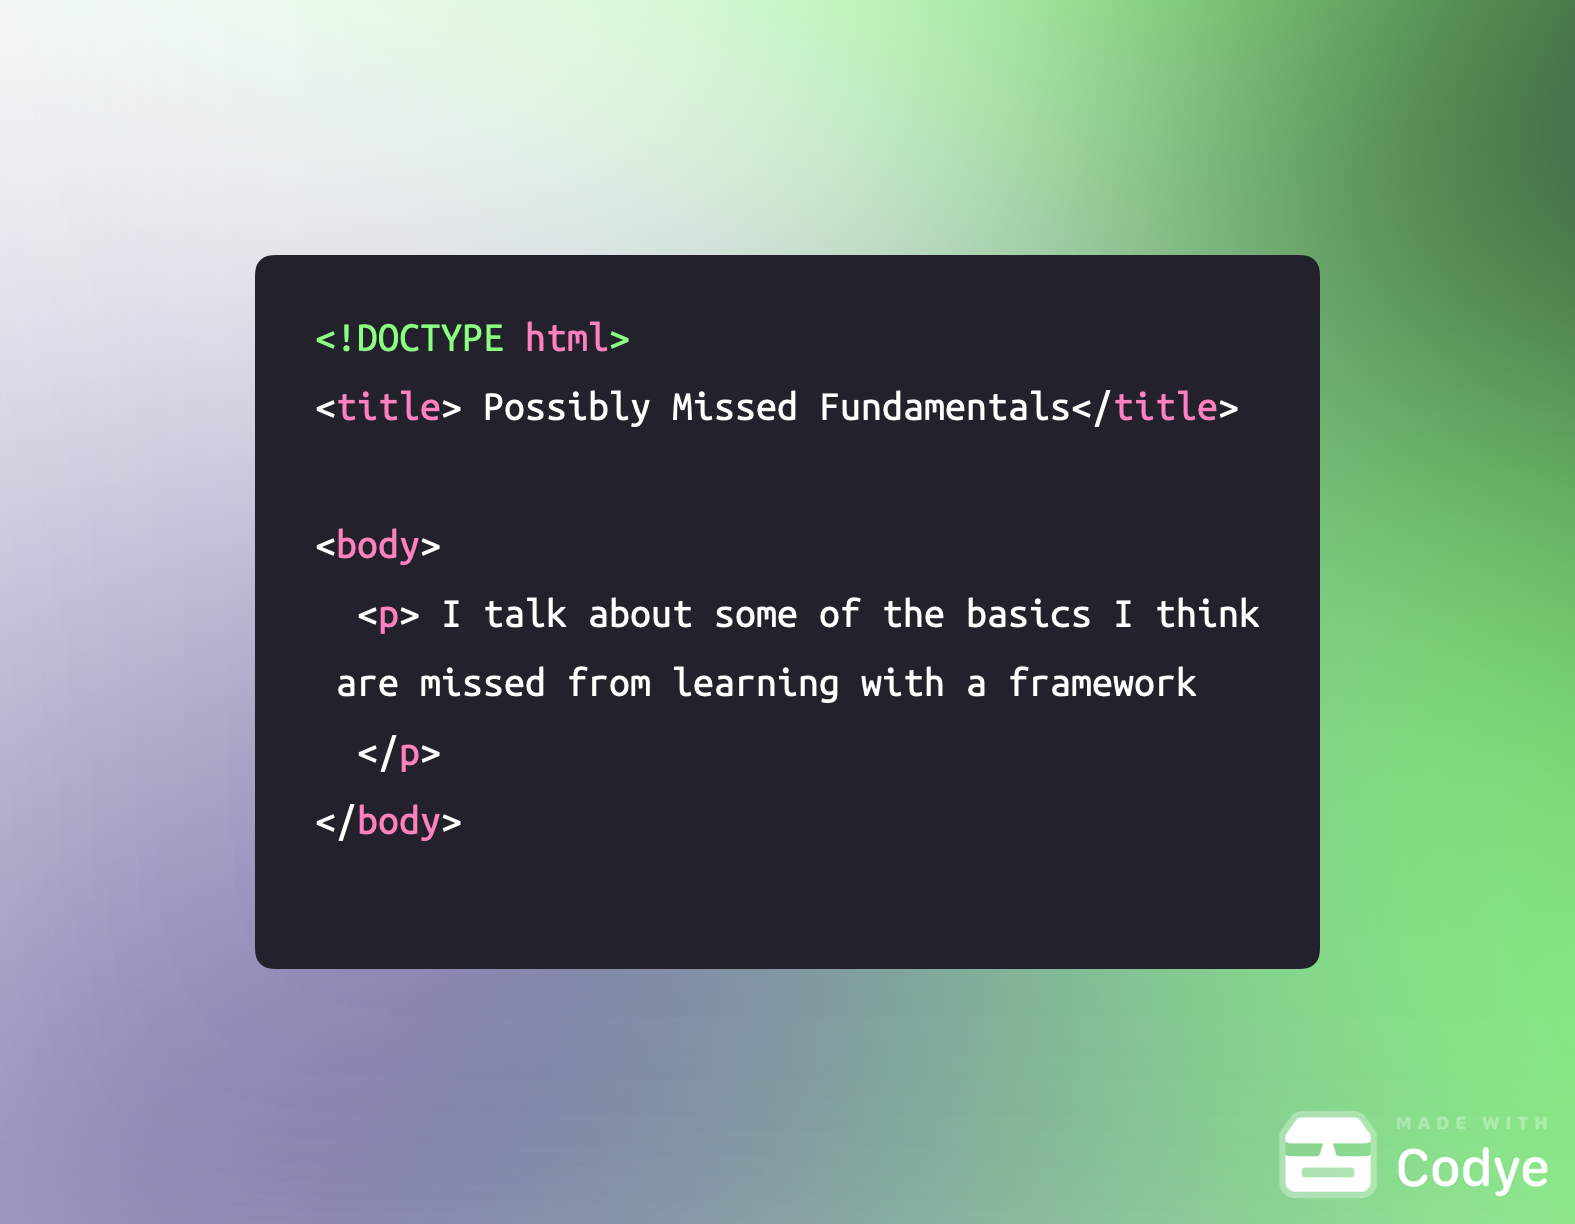 <!DOCTYPE html>
<title> Possibly Missed Fundamentals</title>
<body>
<p> I talk about some of the basics I think
are missed from learning with a framework
</p>
</body>
MADE WITH
Codye